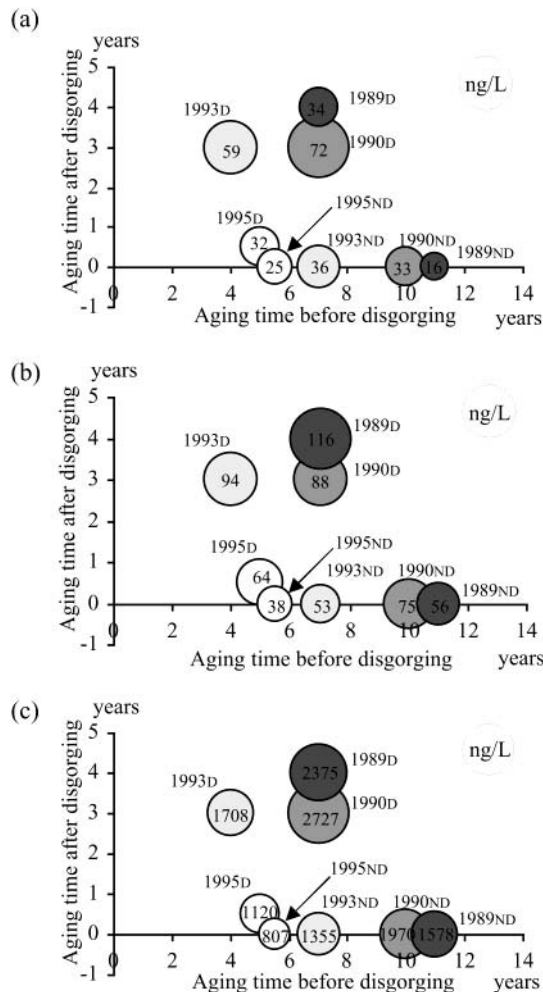 (a)
years
Aging time after disgorging
5
4
3
2
1
0
-1
ng/L
1989D
34
1993D
59
72
1990D
1995ND
1995D
32
1993ND
1990ND
1989ND
25
36
33
16
0
2
4
6
8
10
12
14
Aging time before disgorging
years
(b)
years
Aging time after disgorging
5
4
3
2
1
0
-1
ng/L
1989D
116
1993D
94
88
1990D
1995ND
1995D
64
1993ND
1990ND
1989ND
38
53
75
56
0
2
4
6
8
10
12
14
Aging time before disgorging
years
(c)
years
Aging time after disgorging
5
4
3
2
1
0
-1
ng/L
1989D
2375
1993D
1708
2727
1990D
1995ND
1995D
1120
1993ND
1990ND
1989ND
807
1355
1970
1578
0
2
4
6
8
10
12
14
Aging time before disgorging
years